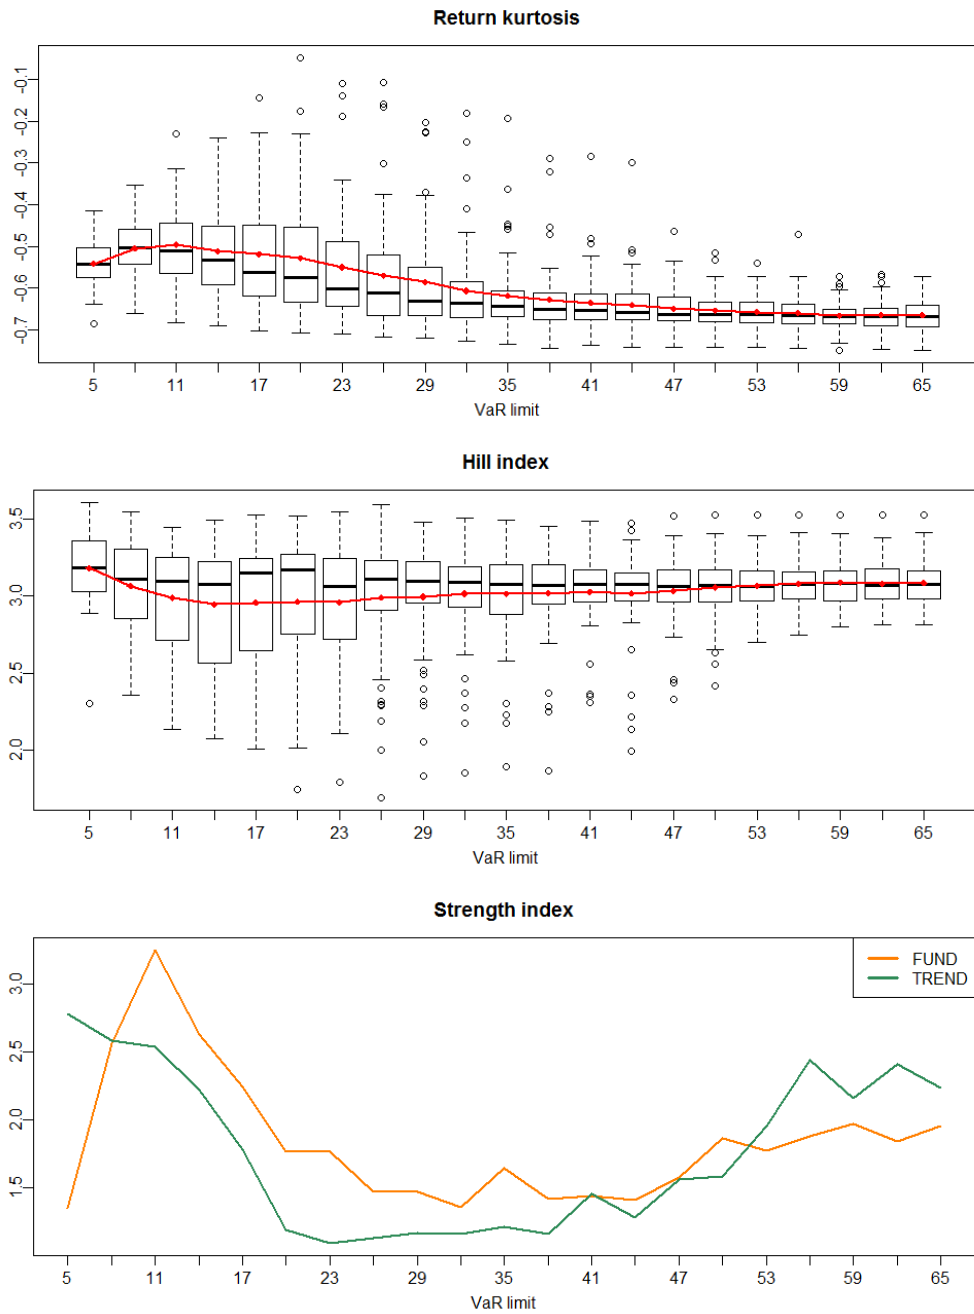 Return kurtosis
-0.1
-0.2
-0.3
-0.4
-0.5
-0.6
-0.7
5 11 17 23 29 35 41 47 53 59 65
VaR limit
Hill index
3.5
3.0
2.5
2.0
5 11 17 23 29 35 41 47 53 59 65
VaR limit
Strength index
FUND
TREND
3.0
2.5
2.0
1.5
5 11 17 23 29 35 41 47 53 59 65
VaR limit